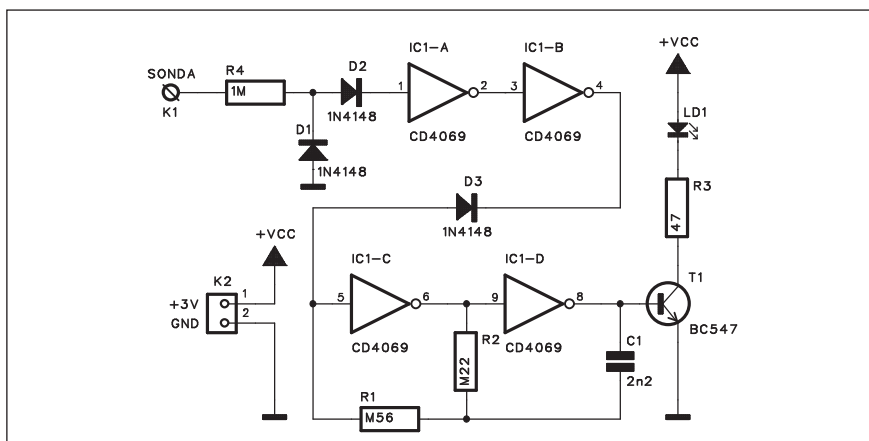 IC1-A
IC1-B
+VCC
SONDA
R4
D2
1M
1
2
3
4
K1
1N4148
CD4069
CD4069
LD1
D1
1N4148
D3
R3
47
1N4148
+VCC
IC1-C
IC1-D
T1
K2
+3V
1
5
6
9
8
GND
2
R2
BC547
CD4069
M22
CD4069
C1
2n2
R1
M56